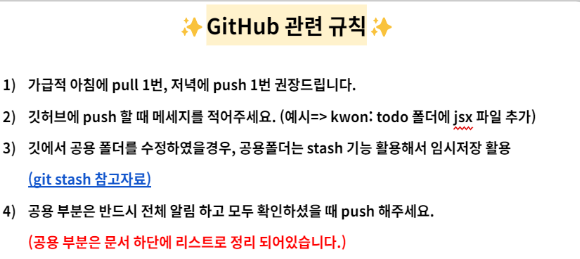 ✨GitHub 관련 규칙✨
1) 가급적 아침에 pull 1번, 저녁에 push 1번 권장드립니다.
2) 깃허브에 push 할 때 메세지를 적어주세요. (예시=> kwon: todo 폴더에 jsx 파일 추가)
3) 깃에서 공용 폴더를 수정하였을경우, 공용폴더는 stash 기능 활용해서 임시저장 활용
(git stash 참고자료)
4) 공용 부분은 반드시 전체 알림 하고 모두 확인하셨을 때 push 해주세요.
(공용 부분은 문서 하단에 리스트로 정리 되어있습니다.)